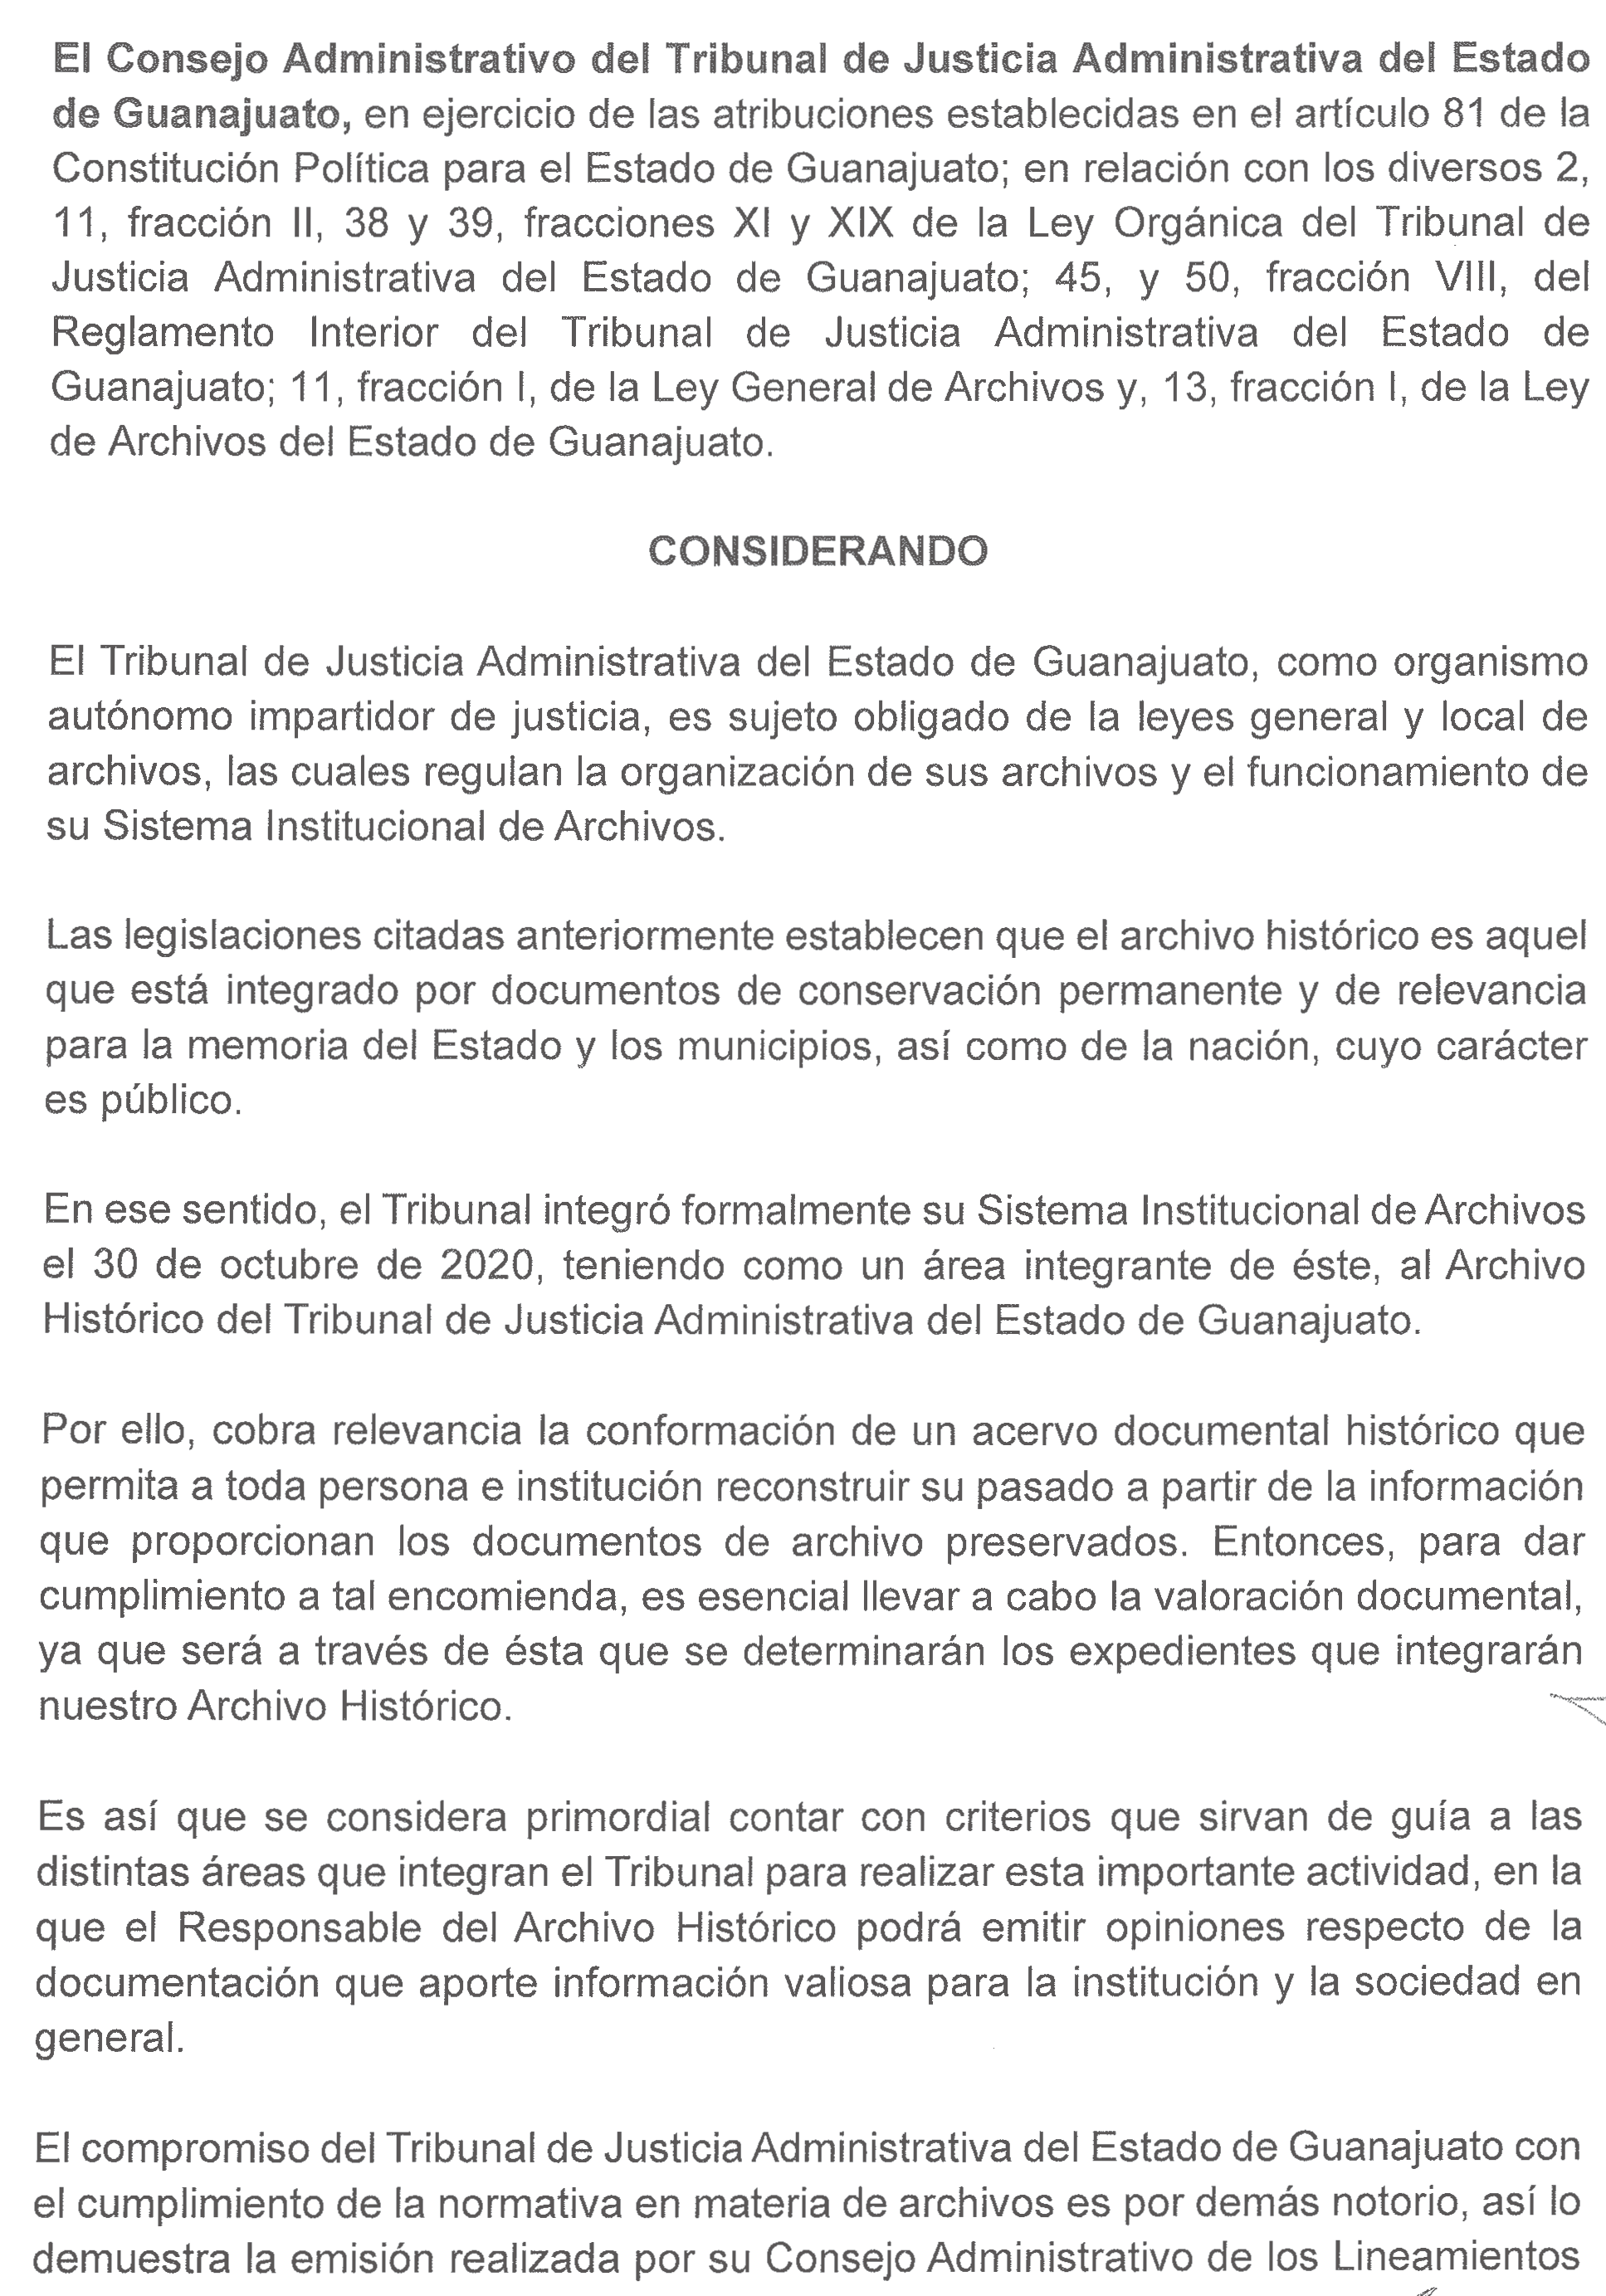 El Consejo Administrativo del Tribunal de Justicia Administrativa del Estado
de Guanajuato, en ejercicio de las atribuciones establecidas en el artículo 81 de la
Constitución Política para el Estado de Guanajuato; en relación con los diversos 2,
11, fracción II, 38 y 39, fracciones XI y XIX de la Ley Orgánica del Tribunal de
Justicia Administrativa del Estado de Guanajuato; 45, y 50, fracción VIII, del
Reglamento Interior del Tribunal de Justicia Administrativa del Estado de
Guanajuato; 11, fracción I, de la Ley General de Archivos y, 13, fracción I, de la Ley
de Archivos del Estado de Guanajuato.
CONSIDERANDO
El Tribunal de Justicia Administrativa del Estado de Guanajuato, como organismo
autónomo impartidor de justicia, es sujeto obligado de la leyes general y local de
archivos, las cuales regulan la organización de sus archivos y el funcionamiento de
su Sistema Institucional de Archivos.
Las legislaciones citadas anteriormente establecen que el archivo histórico es aquel
que está integrado por documentos de conservación permanente y de relevancia
para la memoria del Estado y los municipios, así como de la nación, cuyo carácter
es público.
En ese sentido, el Tribunal integró formalmente su Sistema Institucional de Archivos
el 30 de octubre de 2020, teniendo como un área integrante de éste, al Archivo
Histórico del Tribunal de Justicia Administrativa del Estado de Guanajuato.
Por ello, cobra relevancia la conformación de un acervo documental histórico que
permita a toda persona e institución reconstruir su pasado a partir de la información
que proporcionan los documentos de archivo preservados. Entonces, para dar
cumplimiento a tal encomienda, es esencial llevar a cabo la valoración documental,
ya que será a través de ésta que se determinarán los expedientes que integrarán
nuestro Archivo Histórico.
Es así que se considera primordial contar con criterios que sirvan de guía a las
distintas áreas que integran el Tribunal para realizar esta importante actividad, en la
que el Responsable del Archivo Histórico podrá emitir opiniones respecto de la
documentación que aporte información valiosa para la institución y la sociedad en
general.
El compromiso del Tribunal de Justicia Administrativa del Estado de Guanajuato con
el cumplimiento de la normativa en materia de archivos es por demás notorio, así lo
demuestra la emisión realizada por su Consejo Administrativo de los Lineamientos